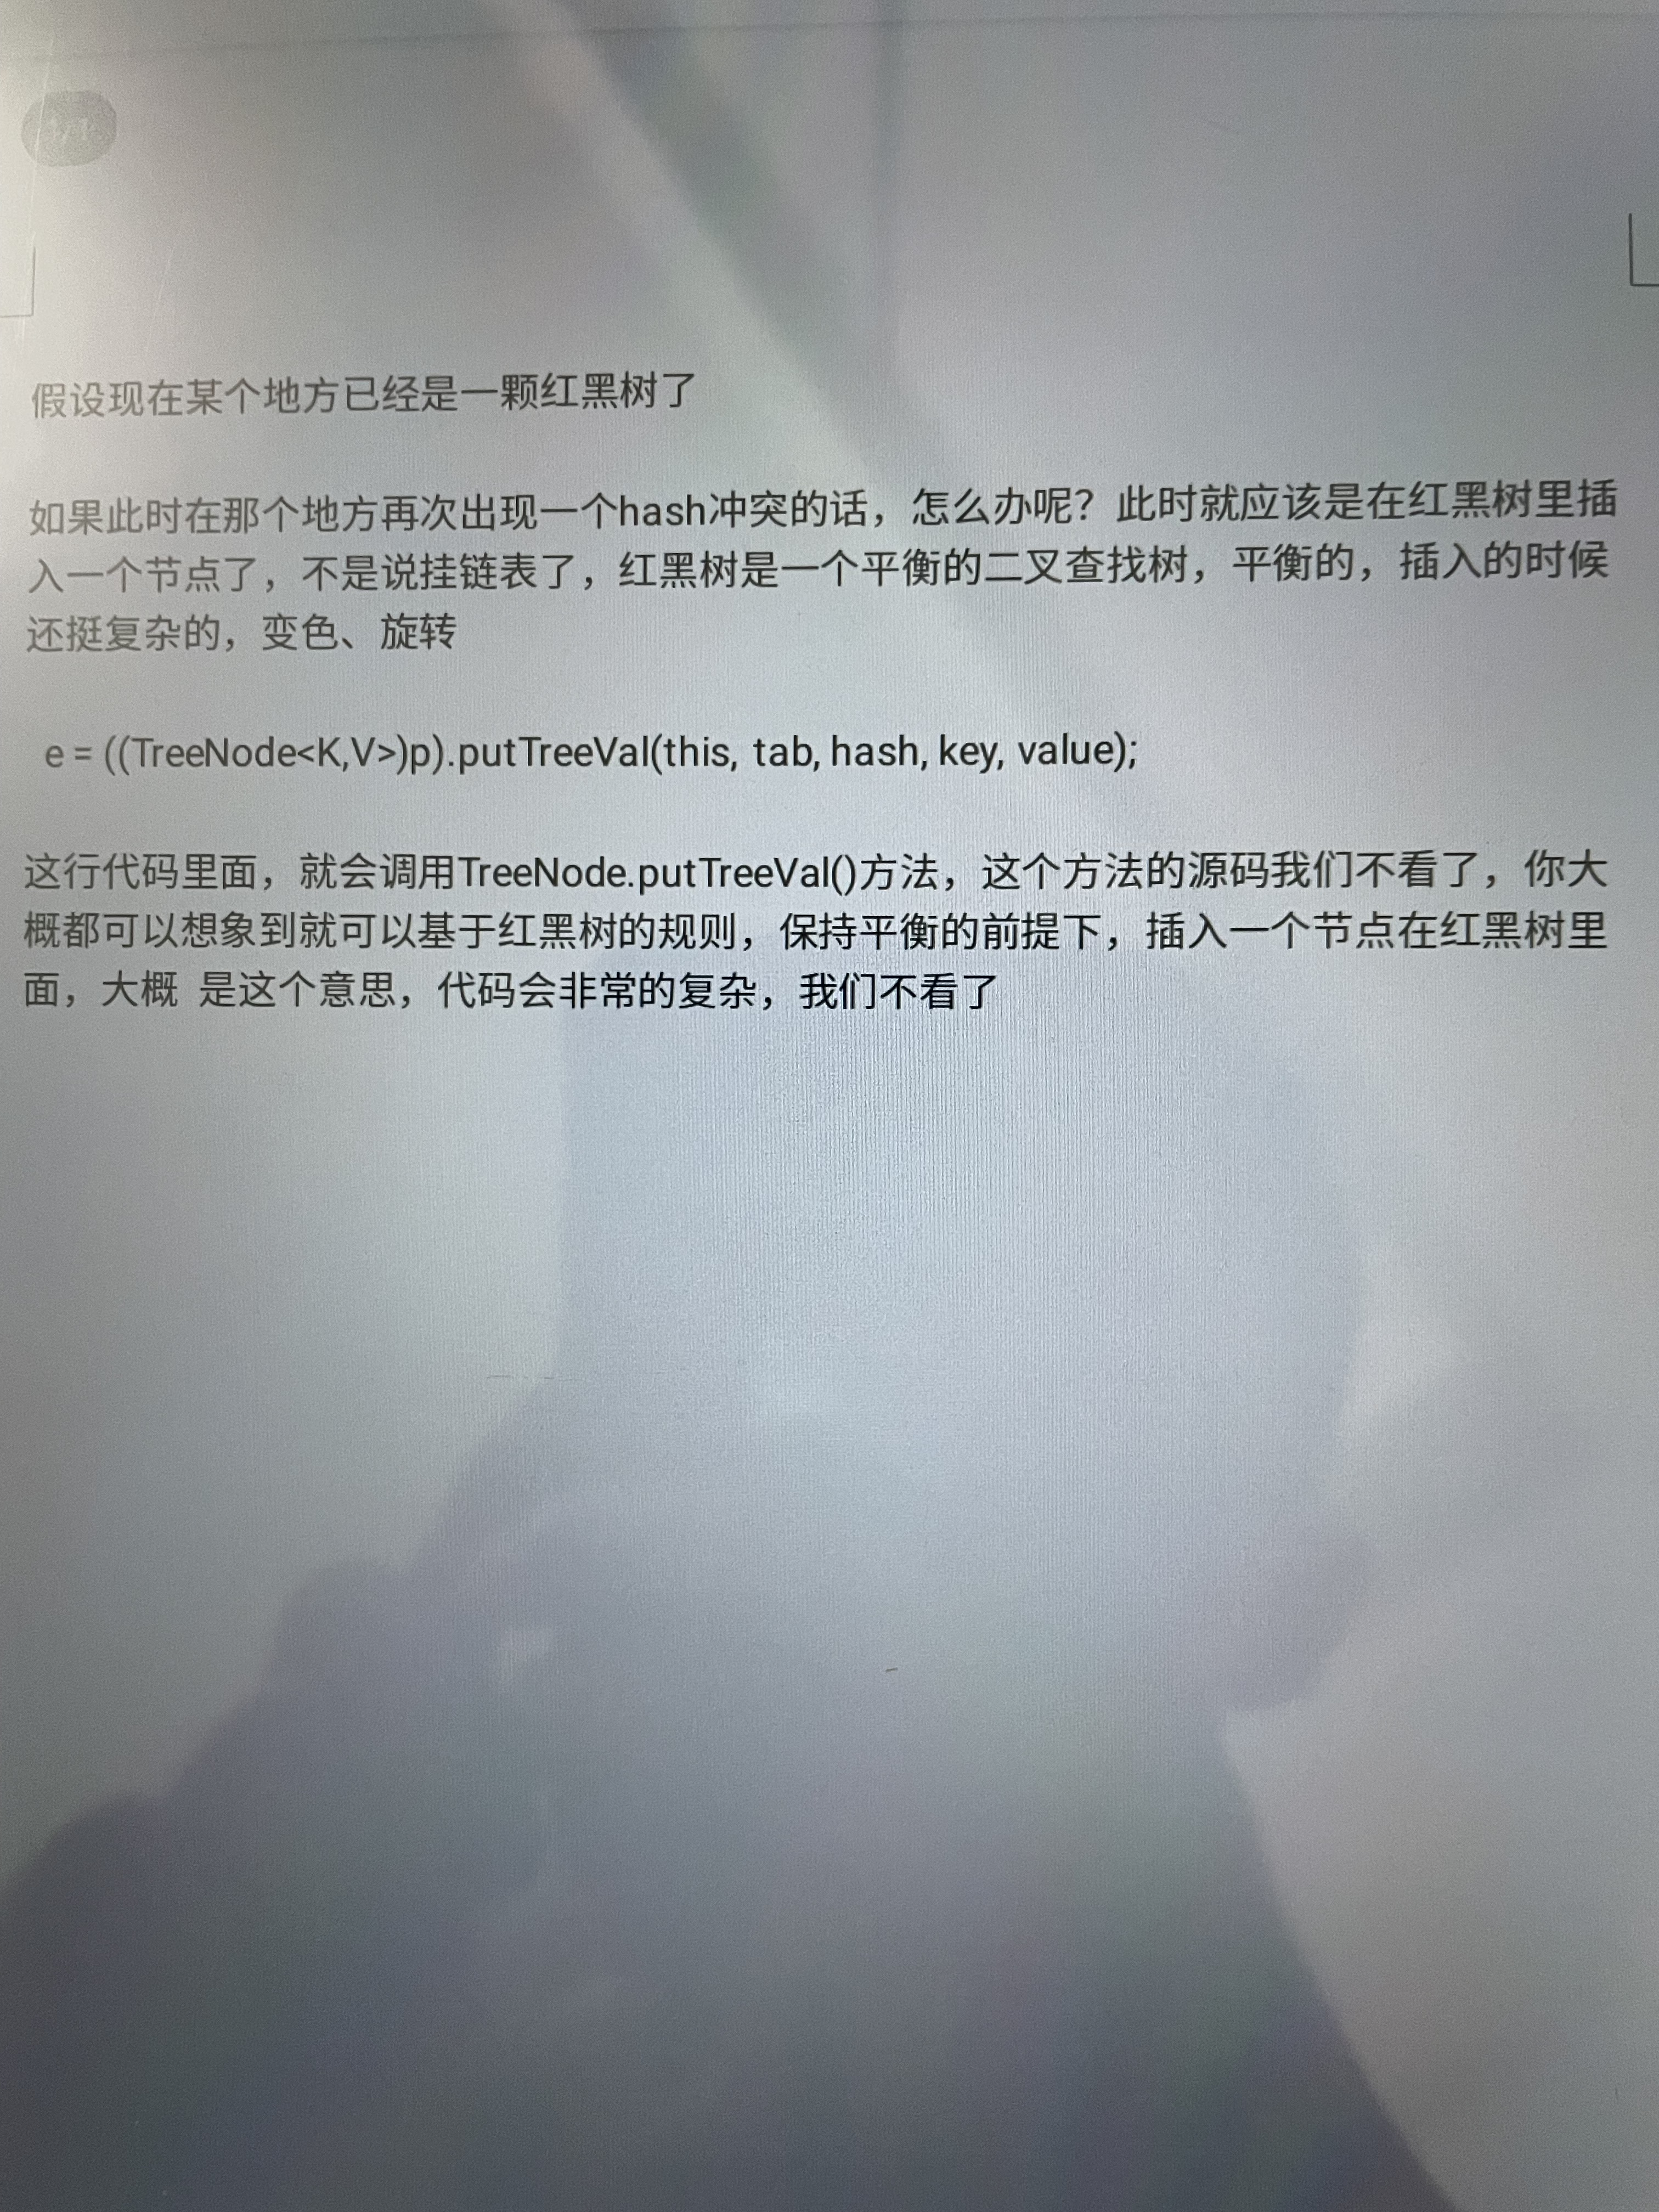 假设现在某个地方已经是一颗红黑树了
如果此时在那个地方再次出现一个hash冲突的话，怎么办呢？此时就应该是在红黑树里插
入一个节点了，不是说挂链表了，红黑树是一个平衡的二叉查找树，平衡的，插入的时候
还挺复杂的，变色、旋转
e = ((TreeNode<K,V>)p).putTreeVal(this, tab, hash, key, value);
这行代码里面，就会调用TreeNode.putTreeVal()方法，这个方法的源码我们不看了，你大
概都可以想象到就可以基于红黑树的规则，保持平衡的前提下，插入一个节点在红黑树里
面，大概 是这个意思，代码会非常的复杂，我们不看了